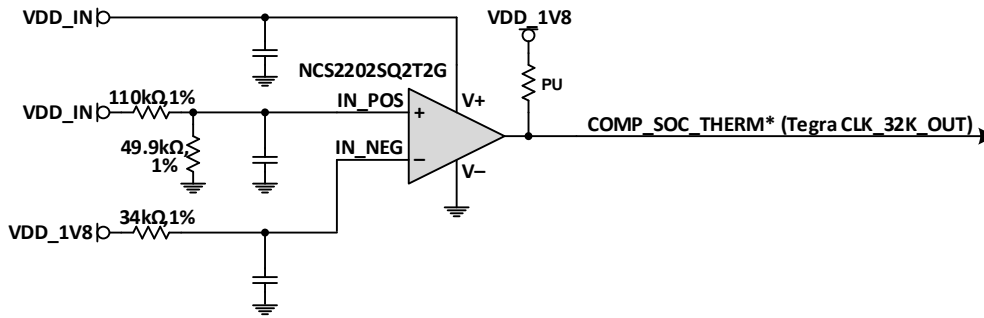 VDD_IN
VDD_1V8
NCS2202SQ2T2G
PU
VDD_IN
110kΩ,1%
IN_POS
V+
+
COMP_SOC_THERM* (Tegra CLK_32K_OUT)
49.9kΩ,
1%
IN_NEG
–
V–
VDD_1V8
34kΩ,1%